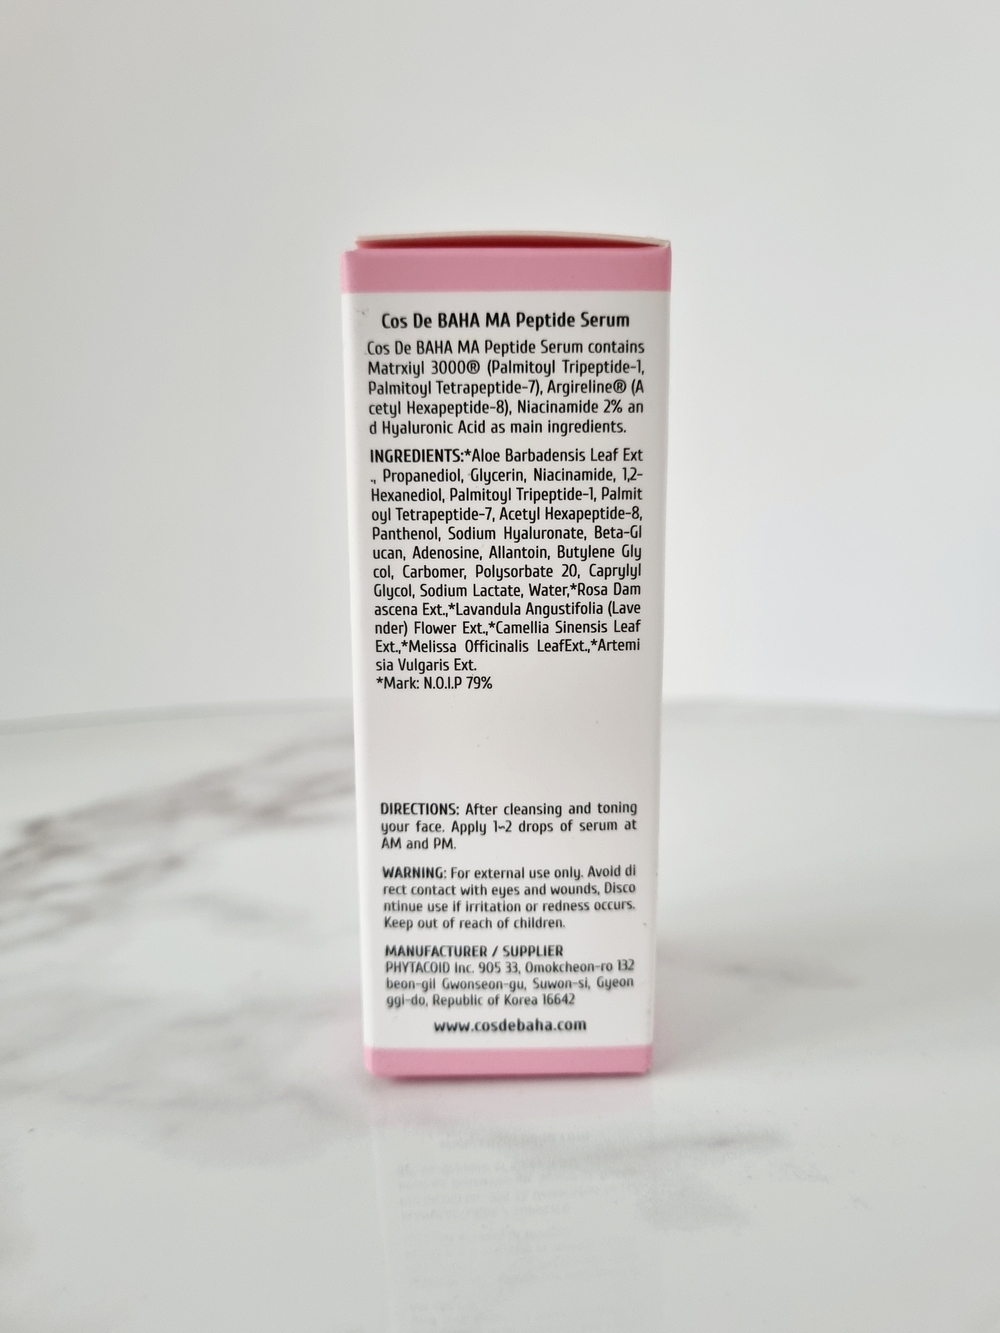 Cos De BAHA MA Peptide Serum
Cos De BAHA MA Peptide Serum contains
Matrxiyl 3000® (Palmitoyl Tripeptide-1,
Palmitoyl Tetrapeptide-7), Argireline® (A
cetyl Hexapeptide-8), Niacinamide 2% an
d Hyaluronic Acid as main ingredients.
INGREDIENTS:*Aloe Barbadensis Leaf Ext
., Propanediol, Glycerin, Niacinamide, 1,2-
Hexanediol, Palmitoyl Tripeptide-1, Palmit
oyl Tetrapeptide-7, Acetyl Hexapeptide-8,
Panthenol, Sodium Hyaluronate, Beta-Gl
ucan, Adenosine, Allantoin, Butylene Gly
col, Carbomer, Polysorbate 20, Caprylyl
Glycol, Sodium Lactate, Water,*Rosa Dam
ascena Ext.,*Lavandula Angustifolia (Lave
nder) Flower Ext.,*Camellia Sinensis Leaf
Ext.,*Melissa Officinalis LeafExt.,*Artemi
sia Vulgaris Ext.
*Mark: N.O.I.P 79%
DIRECTIONS: After cleansing and toning
your face. Apply 1~2 drops of serum at
AM and PM.
WARNING: For external use only. Avoid di
rect contact with eyes and wounds, Disco
ntinue use if irritation or redness occurs.
Keep out of reach of children.
MANUFACTURER / SUPPLIER
PHYTACOID Inc. 905 33, Omokcheon-ro 132
beon-gil Gwonseon-gu, Suwon-si, Gyeon
ggi-do, Republic of Korea 16642
www.cosdebaha.com